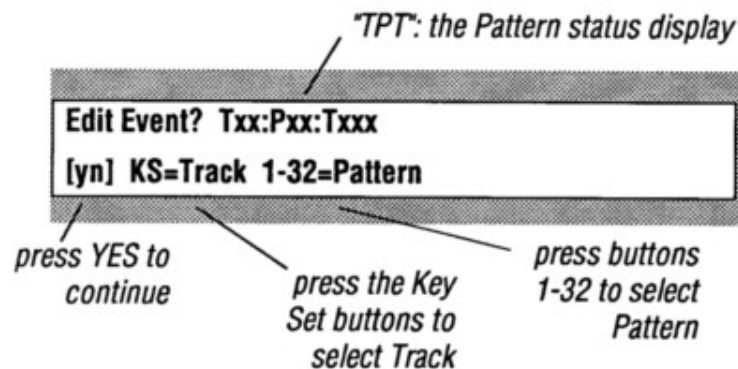 "TPT": the Pattern status display
Edit Event? Txx:Pxx:Txxx
[yn] KS=Track 1-32=Pattern
press YES to
continue
press the Key
Set buttons to
select Track
press buttons
1-32 to select
Pattern